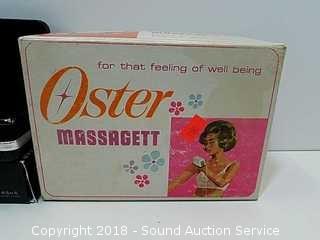 for that feeling of well being
Oster
MASSAGETT
Copyright 2018 - Sound Auction Service